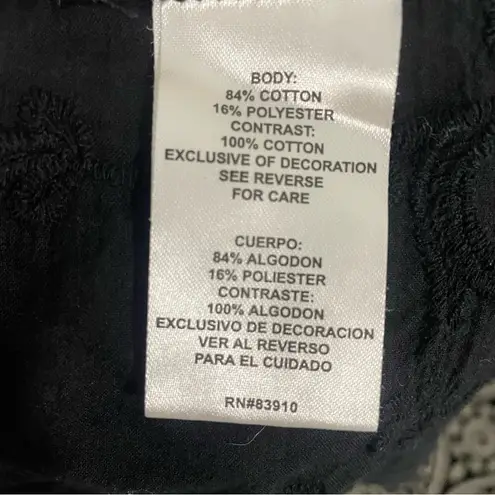 BODY:
84% COTTON
16% POLYESTER
CONTRAST:
100% COTTON
EXCLUSIVE OF DECORATION
SEE REVERSE
FOR CARE
CUERPO:
84% ALGODON
16% POLIESTER
CONTRASTE:
100% ALGODON
EXCLUSIVO DE DECORACION
VER AL REVERSO
PARA EL CUIDADO
RN#83910